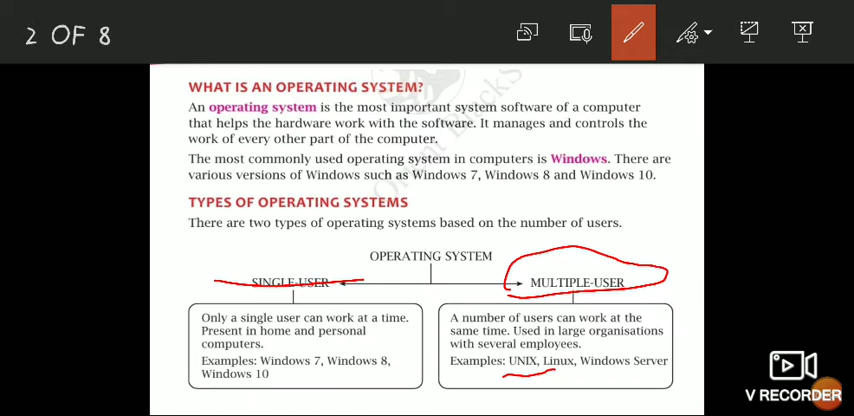 2 OF 8
WHAT IS AN OPERATING SYSTEM?
An operating system is the most important system software of a computer
that helps the hardware work with the software. It manages and controls the
work of every other part of the computer.
The most commonly used operating system in computers is Windows. There are
various versions of Windows such as Windows 7, Windows 8 and Windows 10.
TYPES OF OPERATING SYSTEMS
There are two types of operating systems based on the number of users.
OPERATING SYSTEM
SINGLE-USER
MULTIPLE-USER
Only a single user can work at a time.
Present in home and personal
computers.
Examples: Windows 7, Windows 8,
Windows 10
A number of users can work at the
same time. Used in large organisations
with several employees.
Examples: UNIX, Linux, Windows Server
V RECORDER